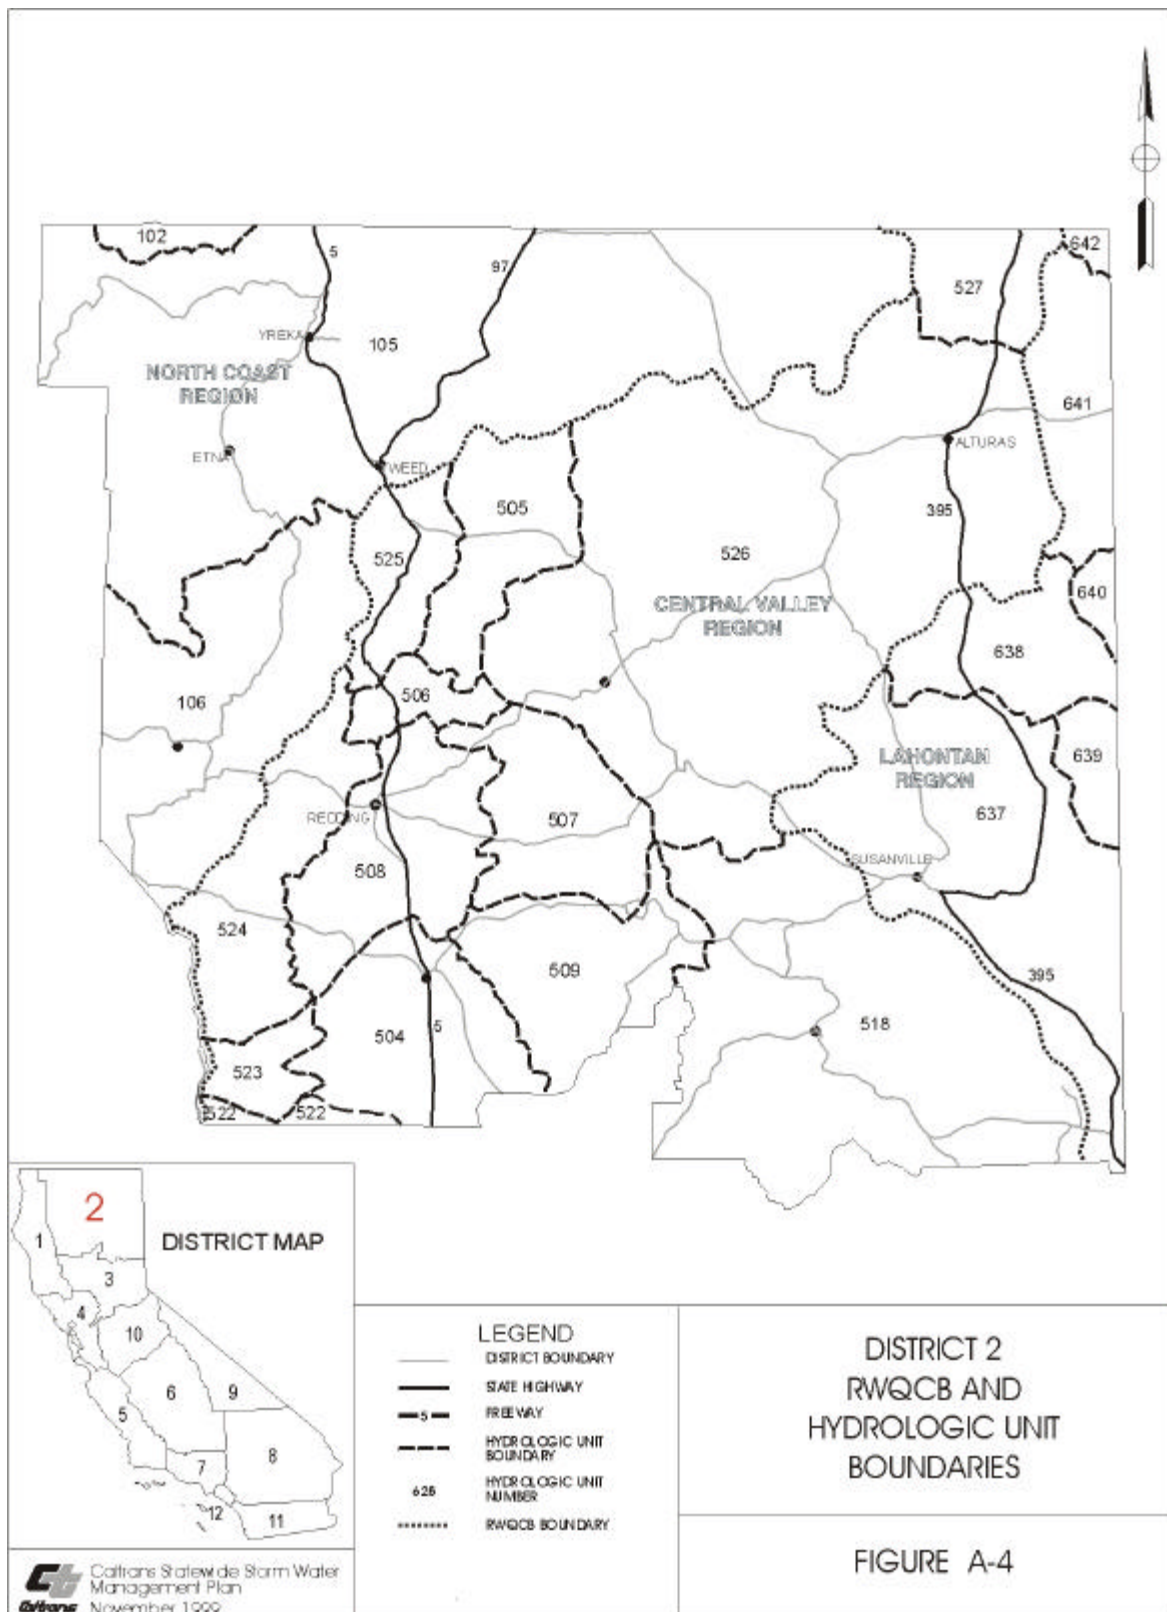 102
5
97
642
527
YREKA
105
NORTH COAST
REGION
641
ETNA
WEED
ALTURAS
505
395
525
526
640
CENTRAL VALLEY
REGION
638
506
106
LAHONTAN
REGION
639
REDDING
507
637
508
SUSANVILLE
524
509
395
518
5
504
523
522
522
2
DISTRICT MAP
1
3
4
10
6
9
5
8
7
12
11
LEGEND
DISTRICT BOUNDARY
STATE HIGHWAY
5
FREEWAY
HYDROLOGIC UNIT
BOUNDARY
625
HYDROLOGIC UNIT
NUMBER
RWQCB BOUNDARY
DISTRICT 2
RWQCB AND
HYDROLOGIC UNIT
BOUNDARIES
FIGURE A-4
Caltrans
Caltrans Statewide Storm Water
Management Plan
November 1999